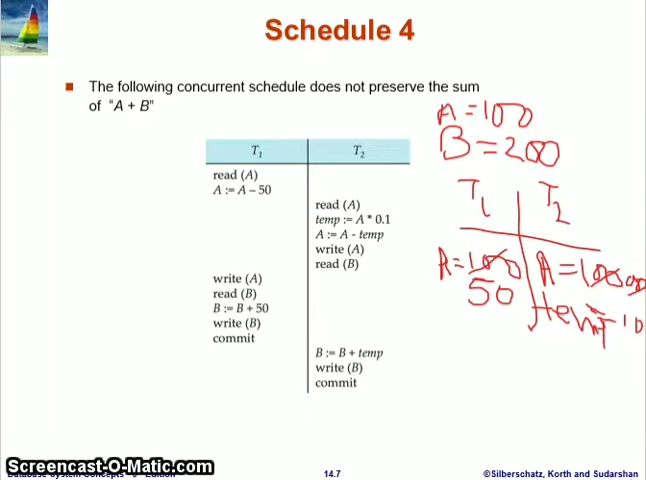 Schedule 4
The following concurrent schedule does not preserve the sum
of "A + B"
A = 100
B = 200
T1 T2
read (A)
A := A – 50
read (A)
temp := A * 0.1
A := A - temp
write (A)
read (B)
write (A)
read (B)
B := B + 50
write (B)
commit
B := B + temp
write (B)
commit
T1 T2
A = 100 A =
50
temp 10
Screencast-O-Matic.com
14.7
©Silberschatz, Korth and Sudarshan